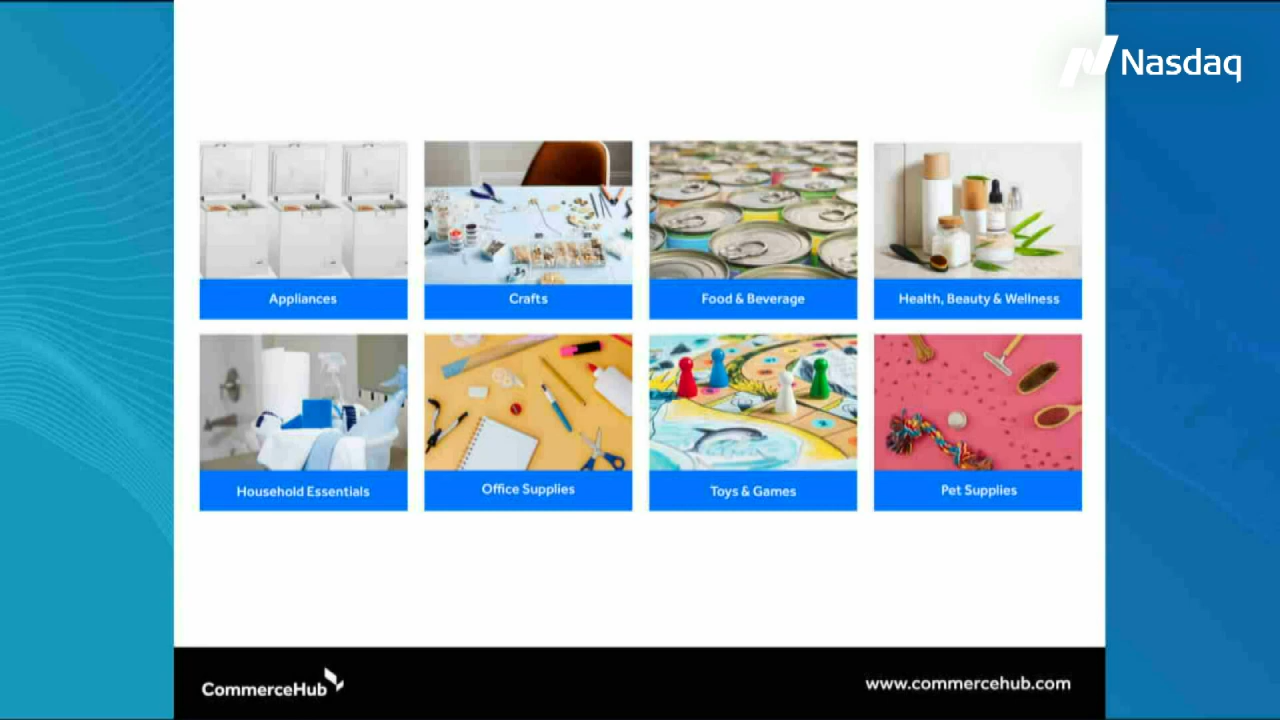 Nasdaq
Appliances
Crafts
Food & Beverage
Health, Beauty & Wellness
Household Essentials
Office Supplies
Toys & Games
Pet Supplies
CommerceHub
www.commercehub.com